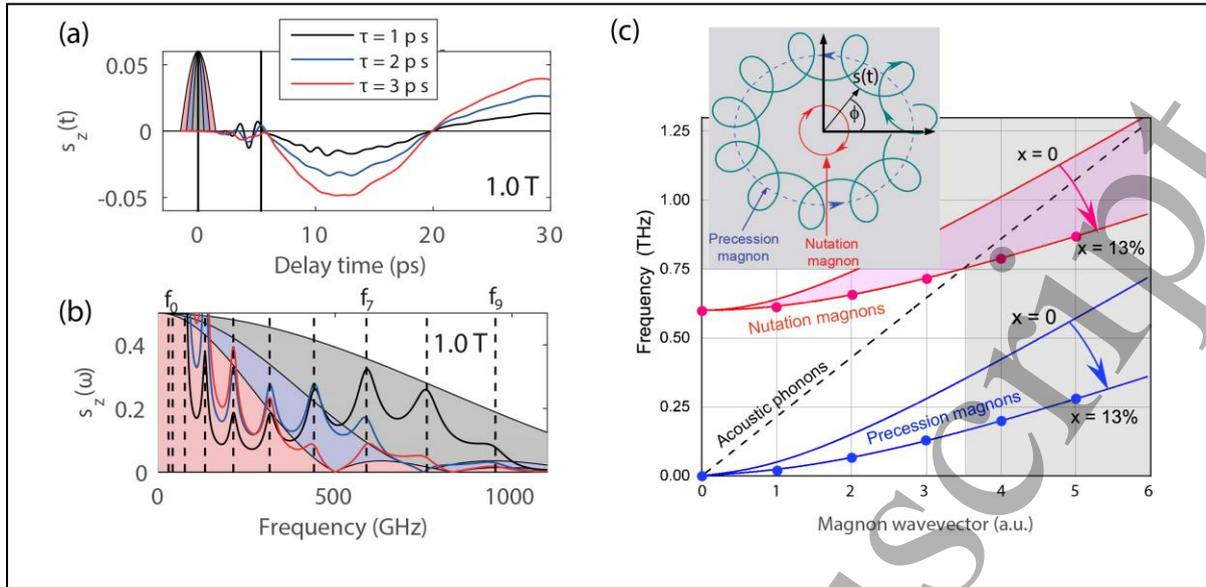 (a)
τ = 1 p s
τ = 2 p s
τ = 3 p s
0.05
0
-0.05
s_z(t)
1.0 T
0 10 20 30
Delay time (ps)
(b)
f_0 f_7 f_9
1.0 T
0.4
0.2
0
s_z(ω)
0 500 1000
Frequency (GHz)
(c)
s(t)
ϕ
Precession
magnon
Nutation
magnon
1.25
1.00
0.75
0.50
0.25
0.00
Frequency (THz)
x = 0
x = 13%
Nutation magnons
x = 0
Acoustic phonons
Precession magnons
x = 13%
0 1 2 3 4 5 6
Magnon wavevector (a.u.)
script